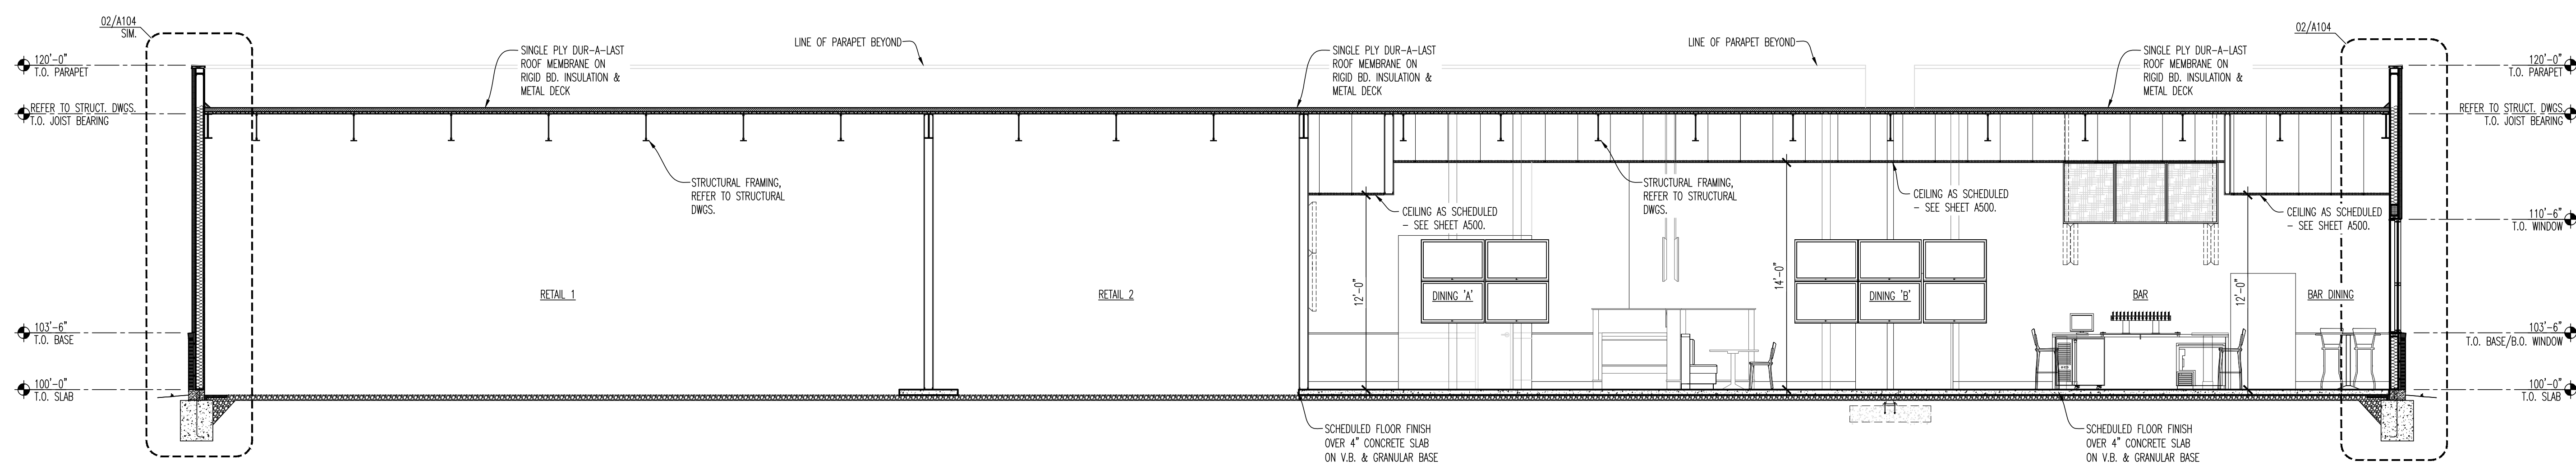 02/A104
SIM.
120'-0"
T.O. PARAPET
REFER TO STRUCT. DWGS.
T.O. JOIST BEARING
103'-6"
T.O. BASE
100'-0"
T.O. SLAB
SINGLE PLY DUR-A-LAST
ROOF MEMBRANE ON
RIGID BD. INSULATION &
METAL DECK
LINE OF PARAPET BEYOND
SINGLE PLY DUR-A-LAST
ROOF MEMBRANE ON
RIGID BD. INSULATION &
METAL DECK
LINE OF PARAPET BEYOND
SINGLE PLY DUR-A-LAST
ROOF MEMBRANE ON
RIGID BD. INSULATION &
METAL DECK
STRUCTURAL FRAMING,
REFER TO STRUCTURAL
DWGS.
CEILING AS SCHEDULED
- SEE SHEET A500.
STRUCTURAL FRAMING,
REFER TO STRUCTURAL
DWGS.
CEILING AS SCHEDULED
- SEE SHEET A500.
CEILING AS SCHEDULED
- SEE SHEET A500.
RETAIL 1
RETAIL 2
12'-0"
DINING 'A'
14'-0"
DINING 'B'
BAR
12'-0"
BAR DINING
SCHEDULED FLOOR FINISH
OVER 4" CONCRETE SLAB
ON V.B. & GRANULAR BASE
SCHEDULED FLOOR FINISH
OVER 4" CONCRETE SLAB
ON V.B. & GRANULAR BASE
02/A104
120'-0"
T.O. PARAPET
REFER TO STRUCT. DWGS.
T.O. JOIST BEARING
110'-6"
T.O. WINDOW
103'-6"
T.O. BASE/B.O. WINDOW
100'-0"
T.O. SLAB